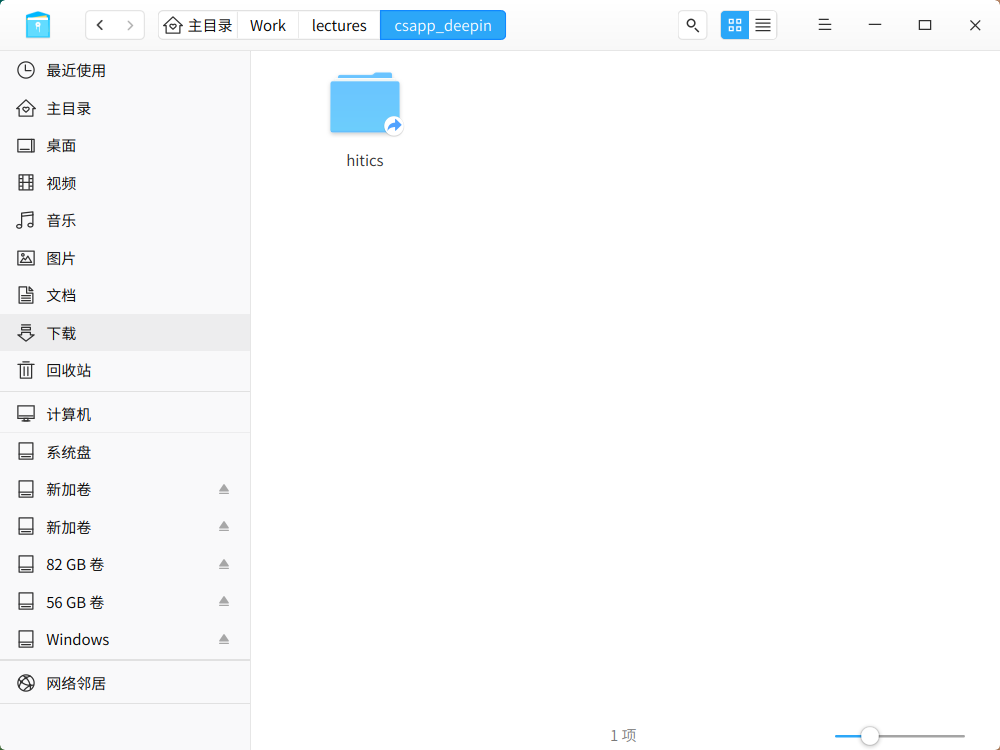 主目录 Work lectures csapp_deepin
最近使用
主目录
桌面
视频
音乐
图片
文档
下载
回收站
计算机
系统盘
新加卷
新加卷
82 GB 卷
56 GB 卷
Windows
网络邻居
hitics
1 项